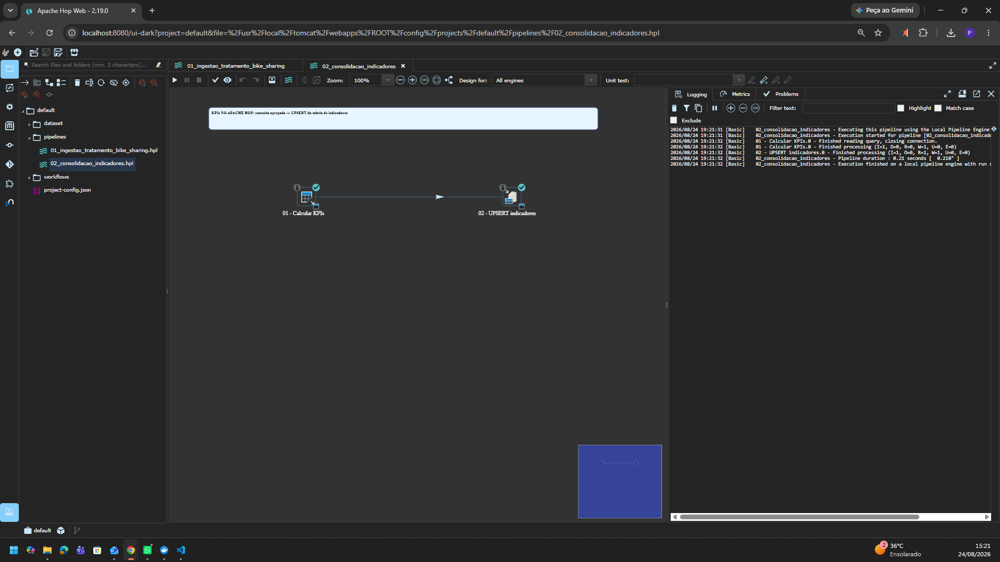 Apache Hop Web - 2.19.0
Peça ao Gemini
localhost:8080/ui-dark?project=default&file=%2Fusr%2Flocal%2Ftomcat%2Fwebapps%2FROOT%2Fconfig%2Fprojects%2Fdefault%2Fpipelines%2F02_consolidacao_indicadores.hpl
P
Search files and folders (min. 3 characters)...
01_ingestao_tratamento_bike_sharing
02_consolidacao_indicadores
Zoom:
100%
100%
Design for:
All engines
Unit test:
default
dataset
pipelines
01_ingestao_tratamento_bike_sharing.hpl
02_consolidacao_indicadores.hpl
workflows
project-config.json
KPIs NO APACHE HOP: consulta agregada → UPSERT da tabela de indicadores
01 - Calcular KPIs
02 - UPSERT indicadores
Logging
Metrics
Problems
100%
Filter text:
Highlight
Match case
Exclude
2026/08/24 19:21:31 [Basic] 02_consolidacao_indicadores - Executing this pipeline using the Local Pipeline Engine
2026/08/24 19:21:31 [Basic] 02_consolidacao_indicadores - Execution started for pipeline [02_consolidacao_indicado
2026/08/24 19:21:32 [Basic] 01 - Calcular KPIs.0 - Finished reading query, closing connection.
2026/08/24 19:21:32 [Basic] 01 - Calcular KPIs.0 - Finished processing (I=1, O=0, R=0, W=1, U=0, E=0)
2026/08/24 19:21:32 [Basic] 02 - UPSERT indicadores.0 - Finished processing (I=1, O=0, R=1, W=1, U=0, E=0)
2026/08/24 19:21:32 [Basic] 02_consolidacao_indicadores - Pipeline duration : 0.21 seconds [ 0.210" ]
2026/08/24 19:21:32 [Basic] 02_consolidacao_indicadores - Execution finished on a local pipeline engine with run c
default
2
36°C
Ensolarado
15:21
24/08/2026